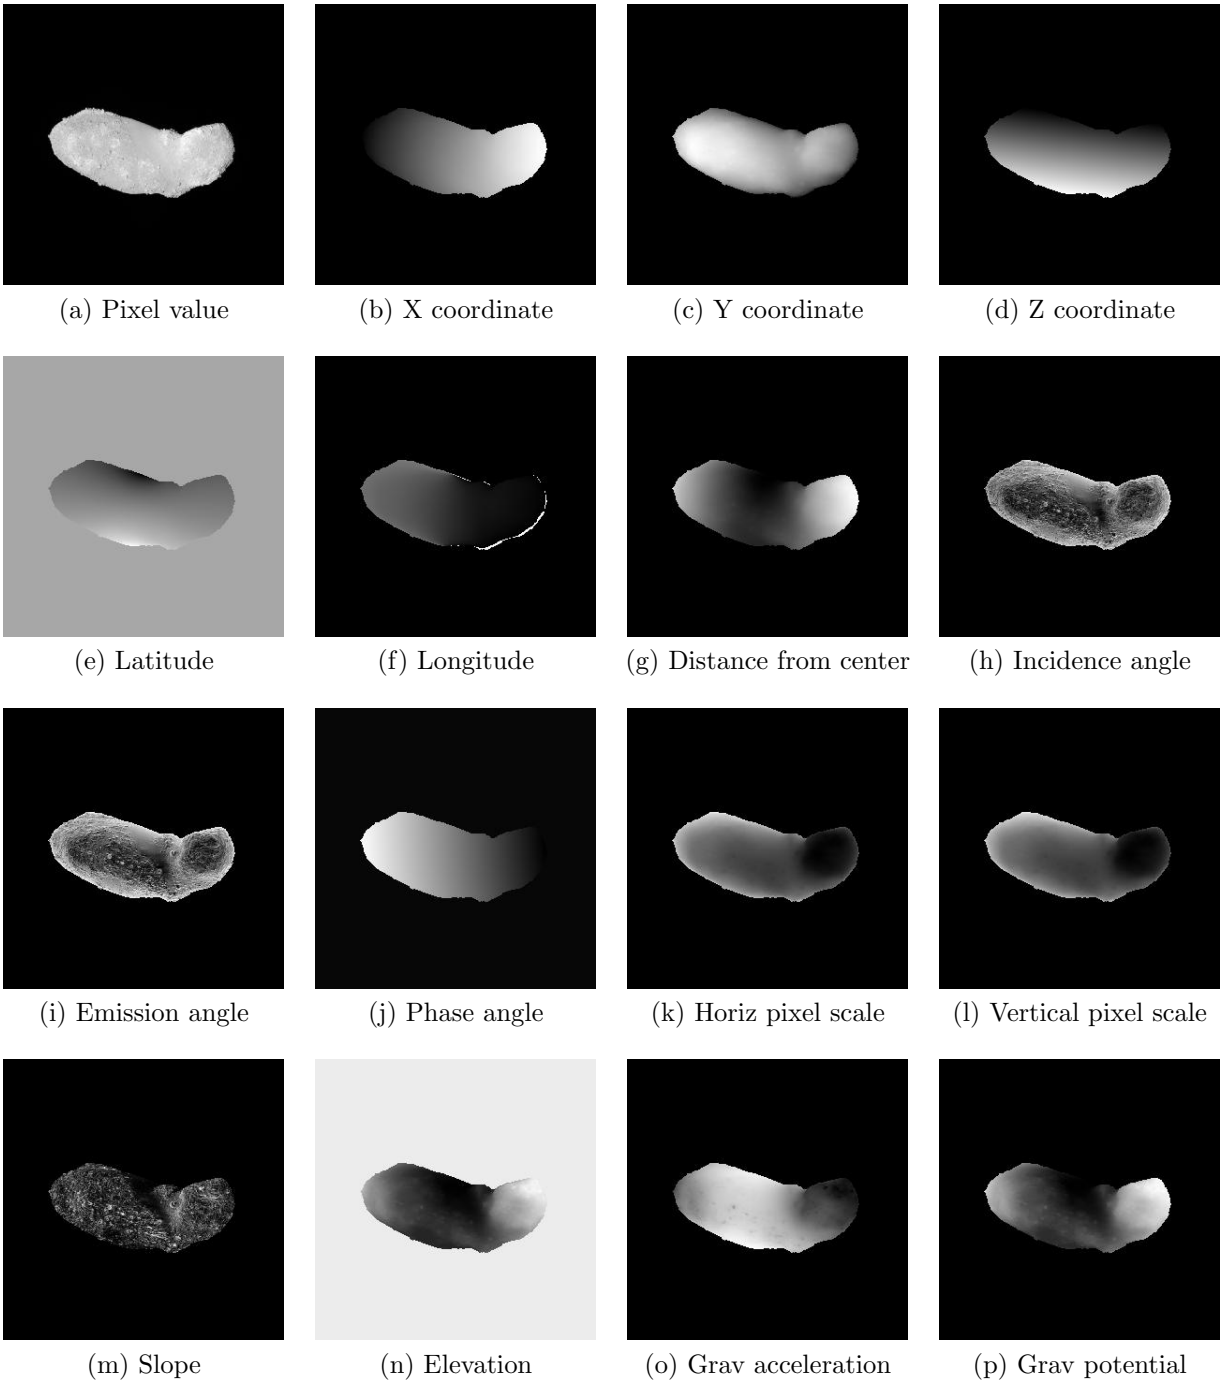 (a) Pixel value
(b) X coordinate
(c) Y coordinate
(d) Z coordinate
(e) Latitude
(f) Longitude
(g) Distance from center
(h) Incidence angle
(i) Emission angle
(j) Phase angle
(k) Horiz pixel scale
(l) Vertical pixel scale
(m) Slope
(n) Elevation
(o) Grav acceleration
(p) Grav potential